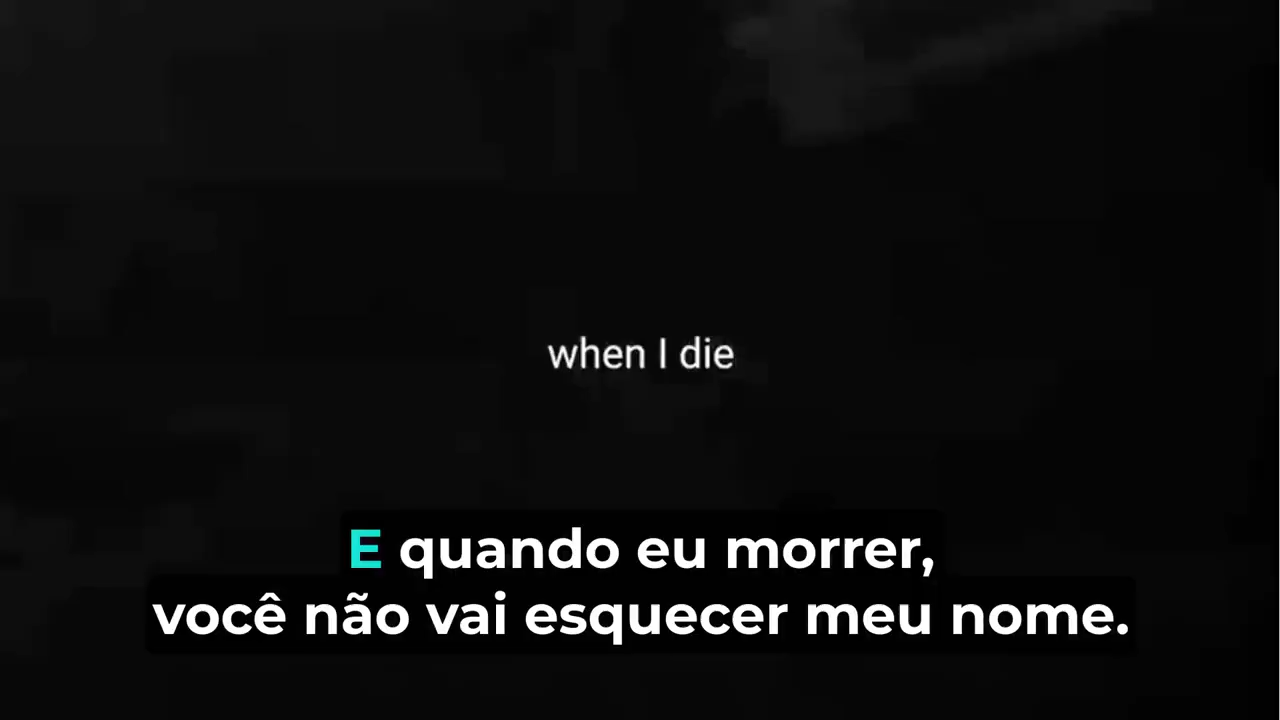 when I die
E quando eu morrer,
você não vai esquecer meu nome.